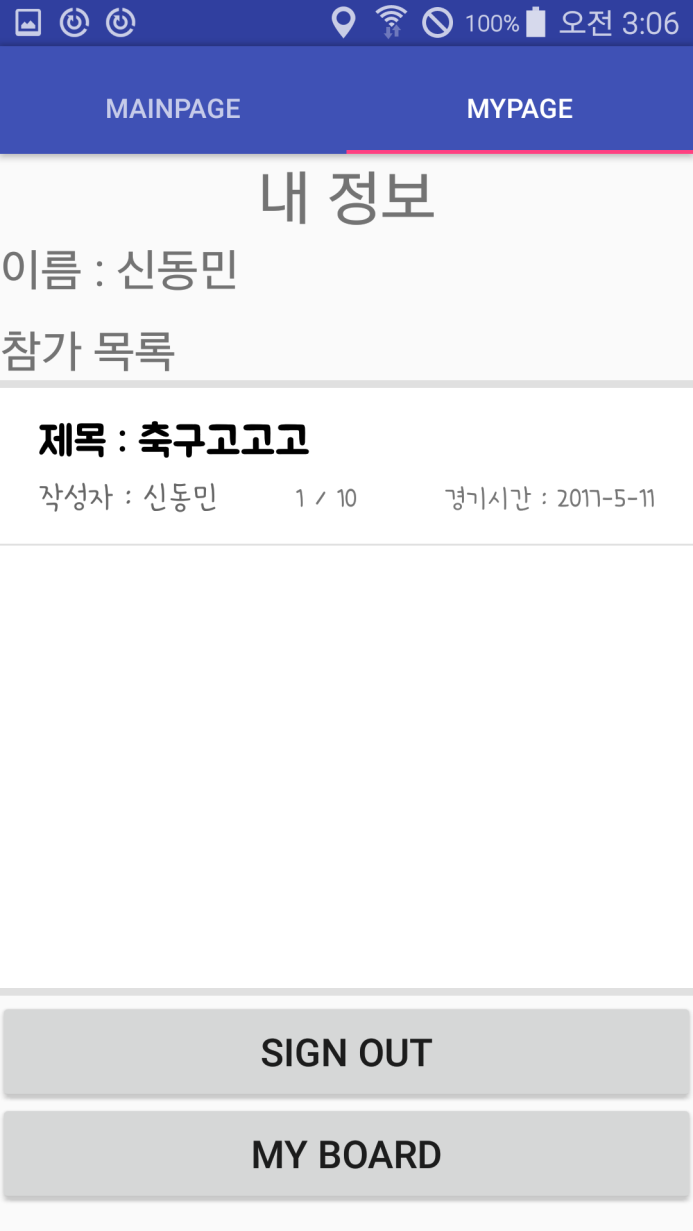 100% 오전 3:06
MAINPAGE MYPAGE
내 정보
이름 : 신동민
참가 목록
제목 : 축구고고고
작성자 : 신동민 1 / 10 경기시간 : 2017-5-11
SIGN OUT
MY BOARD